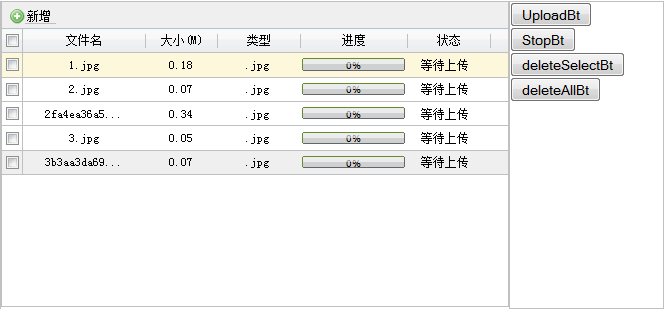 新增
文件名 大小(M) 类型 进度 状态
1.jpg 0.18 .jpg 0% 等待上传
2.jpg 0.07 .jpg 0% 等待上传
2fa4ea36a5... 0.34 .jpg 0% 等待上传
3.jpg 0.05 .jpg 0% 等待上传
3b3aa3da69... 0.07 .jpg 0% 等待上传
UploadBt
StopBt
deleteSelectBt
deleteAllBt